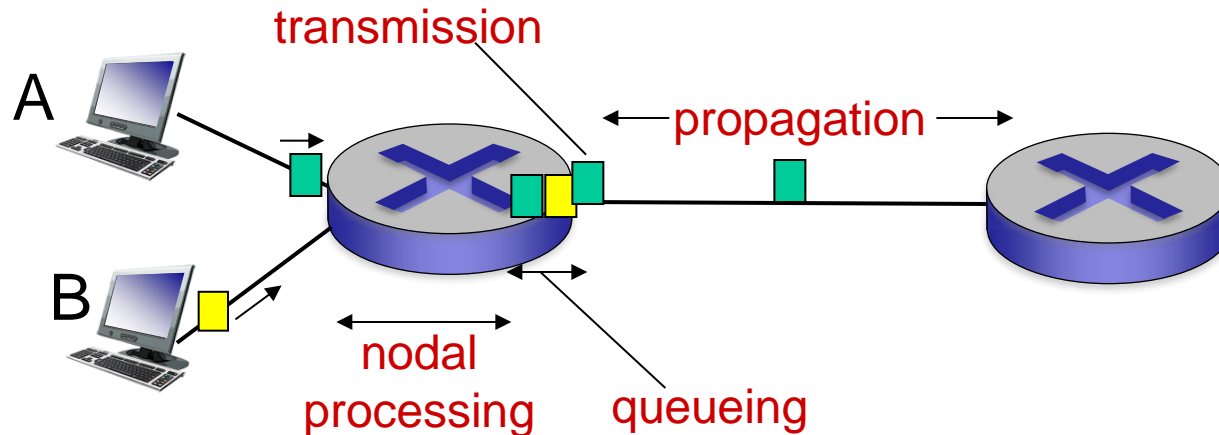 transmission
A
propagation
B
nodal
processing
queueing